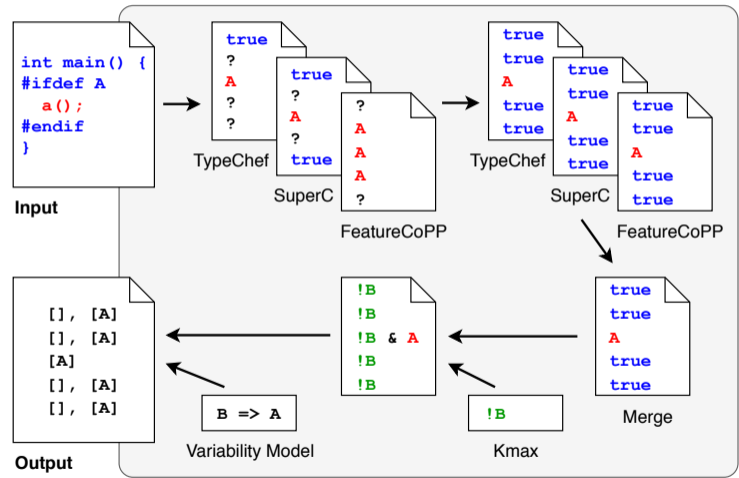 int main() {
#ifdef A
a();
#endif
}
Input
true
?
A
?
?
TypeChef
true
?
A
?
true
SuperC
?
A
A
A
?
FeatureCoPP
true
true
A
true
true
TypeChef
true
true
A
true
true
SuperC
true
true
A
true
true
FeatureCoPP
true
true
A
true
true
Merge
!B
!B
!B & A
!B
!B
!B
Kmax
B => A
Variability Model
[], [A]
[], [A]
[A]
[], [A]
[], [A]
Output